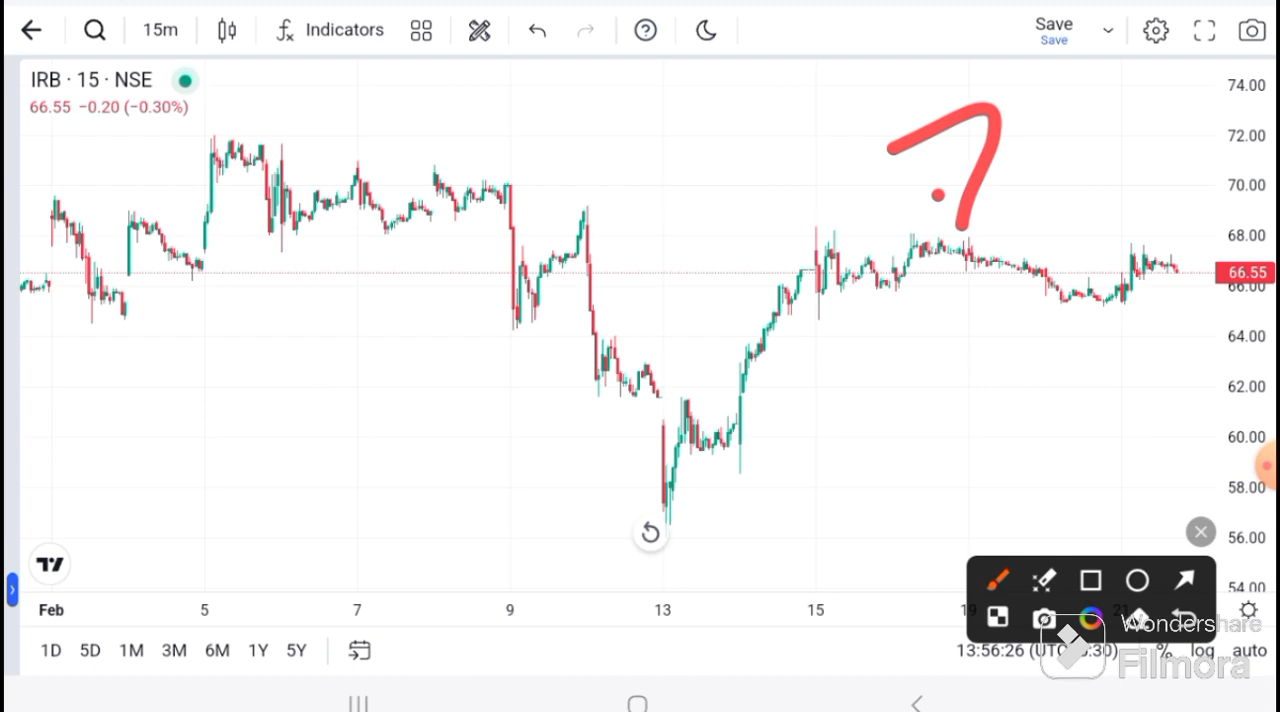 15m Indicators Save
Save
IRB · 15 · NSE
66.55 −0.20 (−0.30%)
74.00
72.00
70.00
68.00
66.55
66.00
64.00
62.00
60.00
58.00
56.00
54.00
?
Feb 5 7 9 13 15 19 21
1D 5D 1M 3M 6M 1Y 5Y
13:56:26 (UTC+5:30) % log auto
Wondershare
Filmora